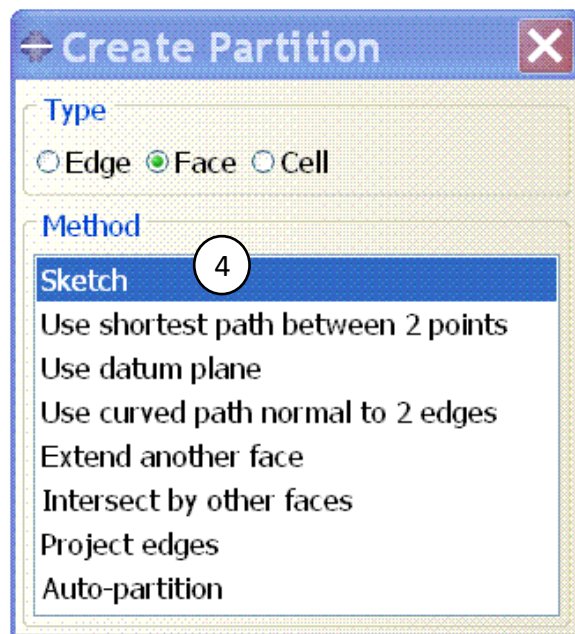 Create Partition
Type
Edge Face Cell
Method
4
Sketch
Use shortest path between 2 points
Use datum plane
Use curved path normal to 2 edges
Extend another face
Intersect by other faces
Project edges
Auto-partition